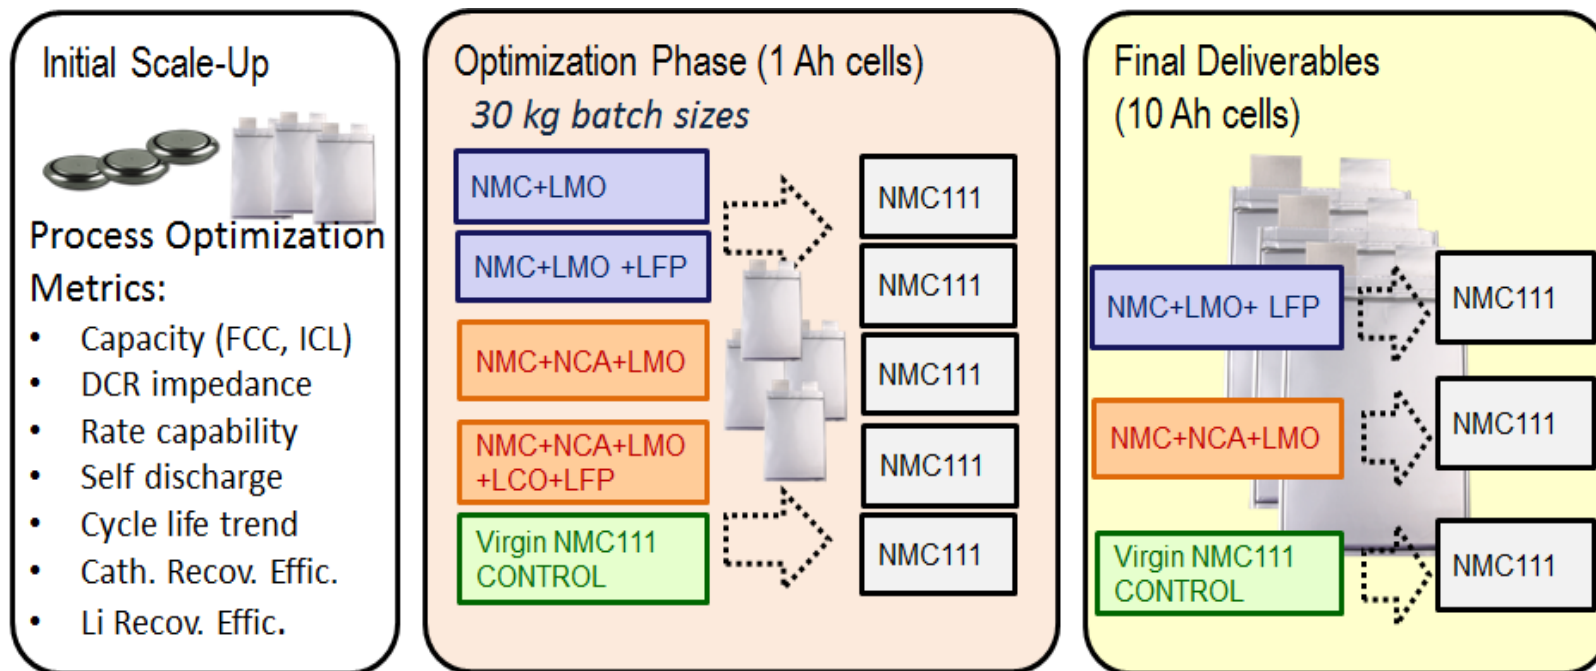 Initial Scale-Up
Process Optimization
Metrics:
• Capacity (FCC, ICL)
• DCR impedance
• Rate capability
• Self discharge
• Cycle life trend
• Cath. Recov. Effic.
• Li Recov. Effic.
Optimization Phase (1 Ah cells)
30 kg batch sizes
NMC+LMO
NMC111
NMC+LMO +LFP
NMC111
NMC+NCA+LMO
NMC111
NMC+NCA+LMO
+LCO+LFP
NMC111
Virgin NMC111
CONTROL
NMC111
Final Deliverables
(10 Ah cells)
NMC+LMO+ LFP
NMC111
NMC+NCA+LMO
NMC111
Virgin NMC111
CONTROL
NMC111